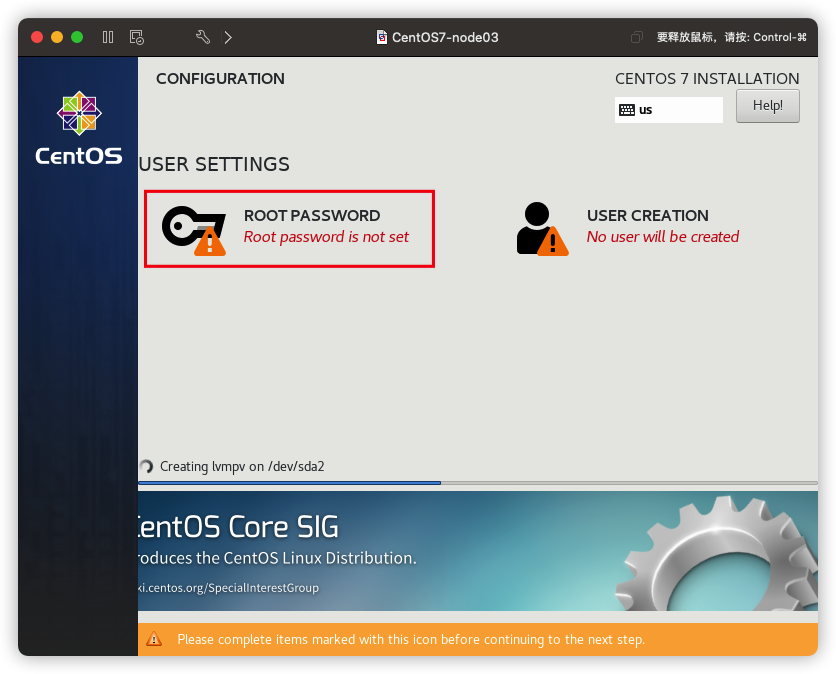 CentOS7-node03
要释放鼠标，请按: Control-⌘
CentOS
CONFIGURATION
CENTOS 7 INSTALLATION
us
Help!
USER SETTINGS
ROOT PASSWORD
Root password is not set
USER CREATION
No user will be created
Creating lvmpv on /dev/sda2
CentOS Core SIG
roduces the CentOS Linux Distribution.
ki.centos.org/SpecialInterestGroup
Please complete items marked with this icon before continuing to the next step.